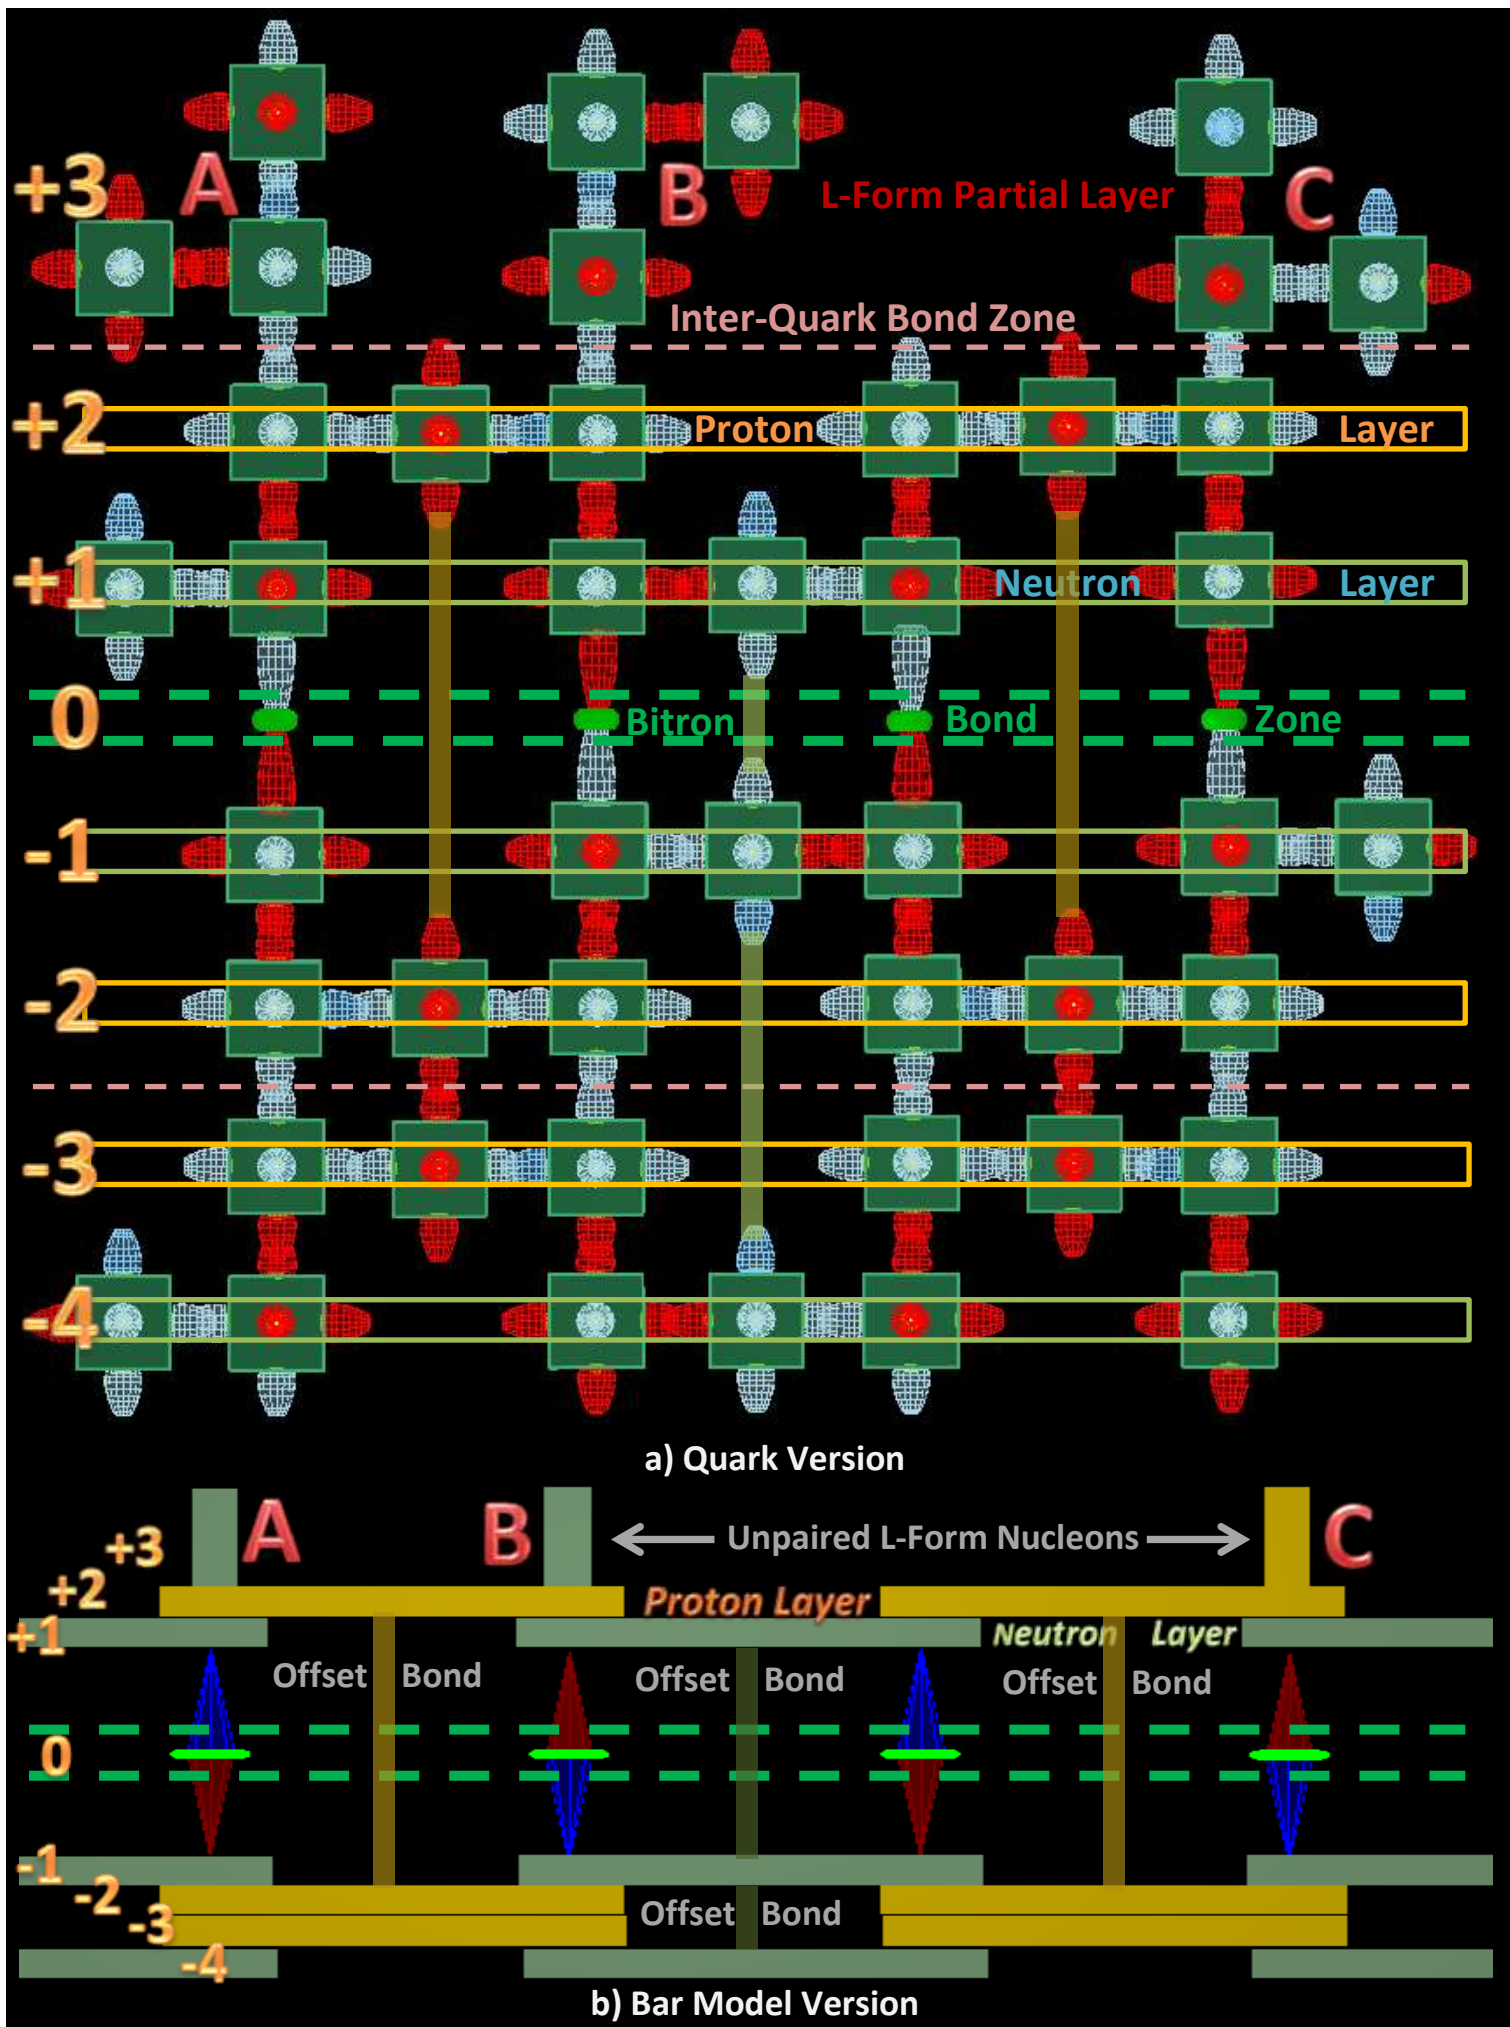 +3 A B L-Form Partial Layer C
Inter-Quark Bond Zone
+2 Proton Layer
+1 Neutron Layer
0 Bitron Bond Zone
-1
-2
-3
-4
a) Quark Version
A B Unpaired L-Form Nucleons C
+3
+2 Proton Layer
+1 Neutron Layer
Offset Bond Offset Bond Offset Bond
0
-1
-2
-3 Offset Bond
-4
b) Bar Model Version